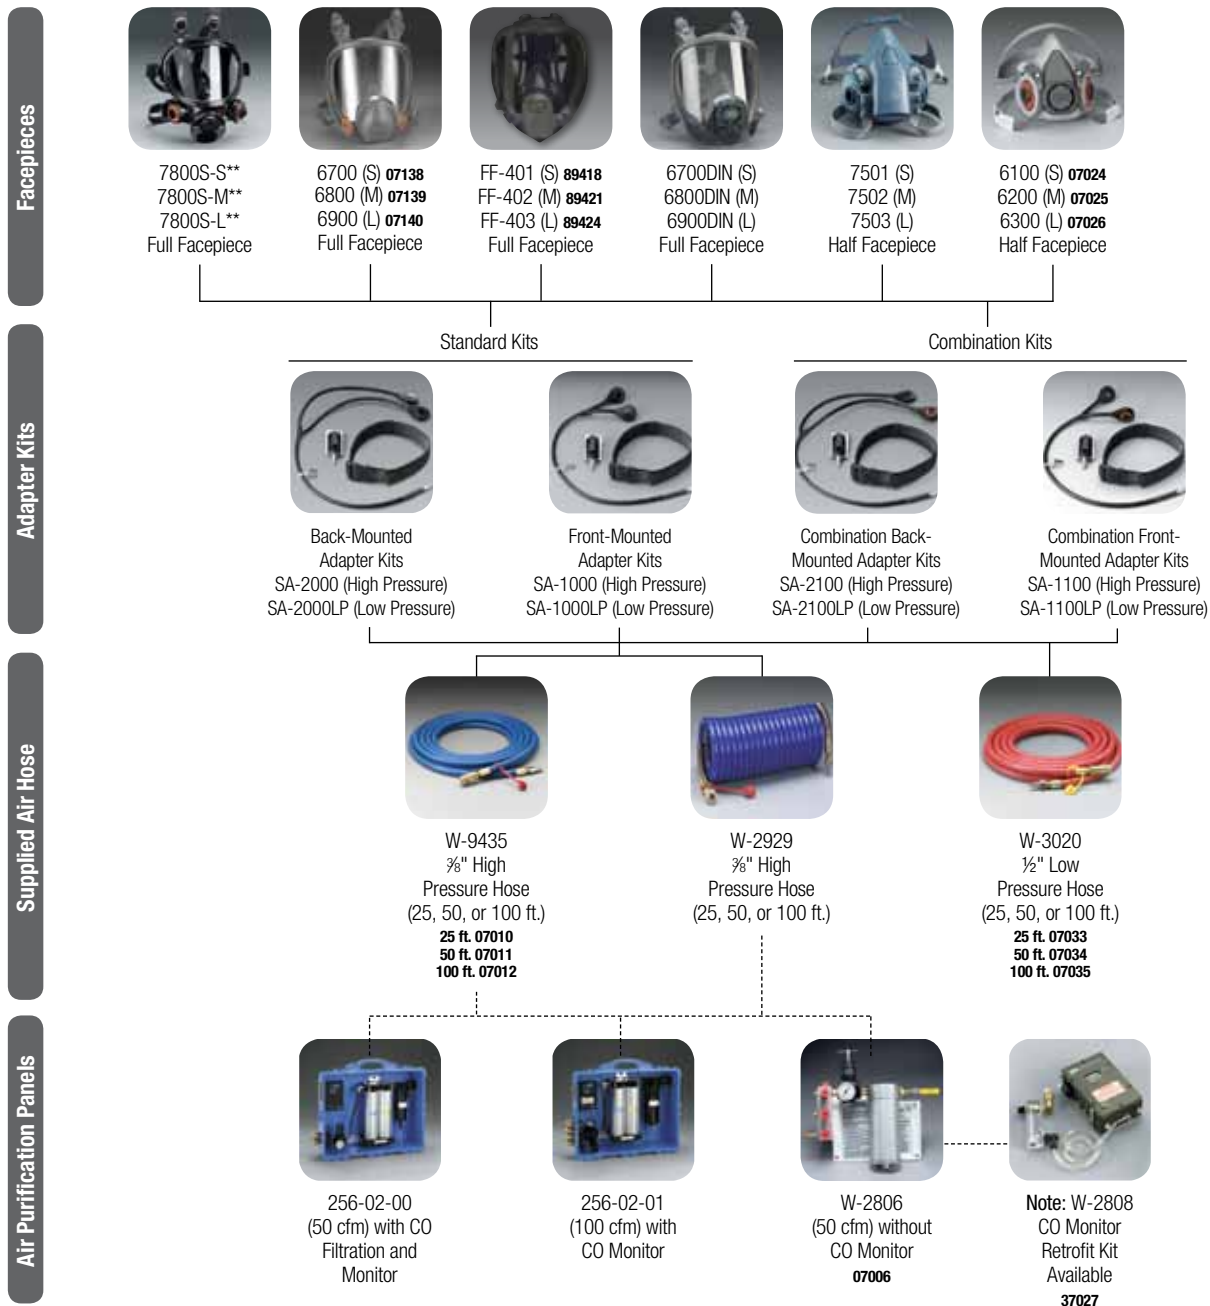 Facepieces
7800S-S**
7800S-M**
7800S-L**
Full Facepiece
6700 (S) 07138
6800 (M) 07139
6900 (L) 07140
Full Facepiece
FF-401 (S) 89418
FF-402 (M) 89421
FF-403 (L) 89424
Full Facepiece
6700DIN (S)
6800DIN (M)
6900DIN (L)
Full Facepiece
7501 (S)
7502 (M)
7503 (L)
Half Facepiece
6100 (S) 07024
6200 (M) 07025
6300 (L) 07026
Half Facepiece
Adapter Kits
Standard Kits
Combination Kits
Back-Mounted
Adapter Kits
SA-2000 (High Pressure)
SA-2000LP (Low Pressure)
Front-Mounted
Adapter Kits
SA-1000 (High Pressure)
SA-1000LP (Low Pressure)
Combination Back-
Mounted Adapter Kits
SA-2100 (High Pressure)
SA-2100LP (Low Pressure)
Combination Front-
Mounted Adapter Kits
SA-1100 (High Pressure)
SA-1100LP (Low Pressure)
Supplied Air Hose
W-9435
⅜" High
Pressure Hose
(25, 50, or 100 ft.)
25 ft. 07010
50 ft. 07011
100 ft. 07012
W-2929
⅜" High
Pressure Hose
(25, 50, or 100 ft.)
W-3020
½" Low
Pressure Hose
(25, 50, or 100 ft.)
25 ft. 07033
50 ft. 07034
100 ft. 07035
Air Purification Panels
256-02-00
(50 cfm) with CO
Filtration and
Monitor
256-02-01
(100 cfm) with
CO Monitor
W-2806
(50 cfm) without
CO Monitor
07006
Note: W-2808
CO Monitor
Retrofit Kit
Available
37027